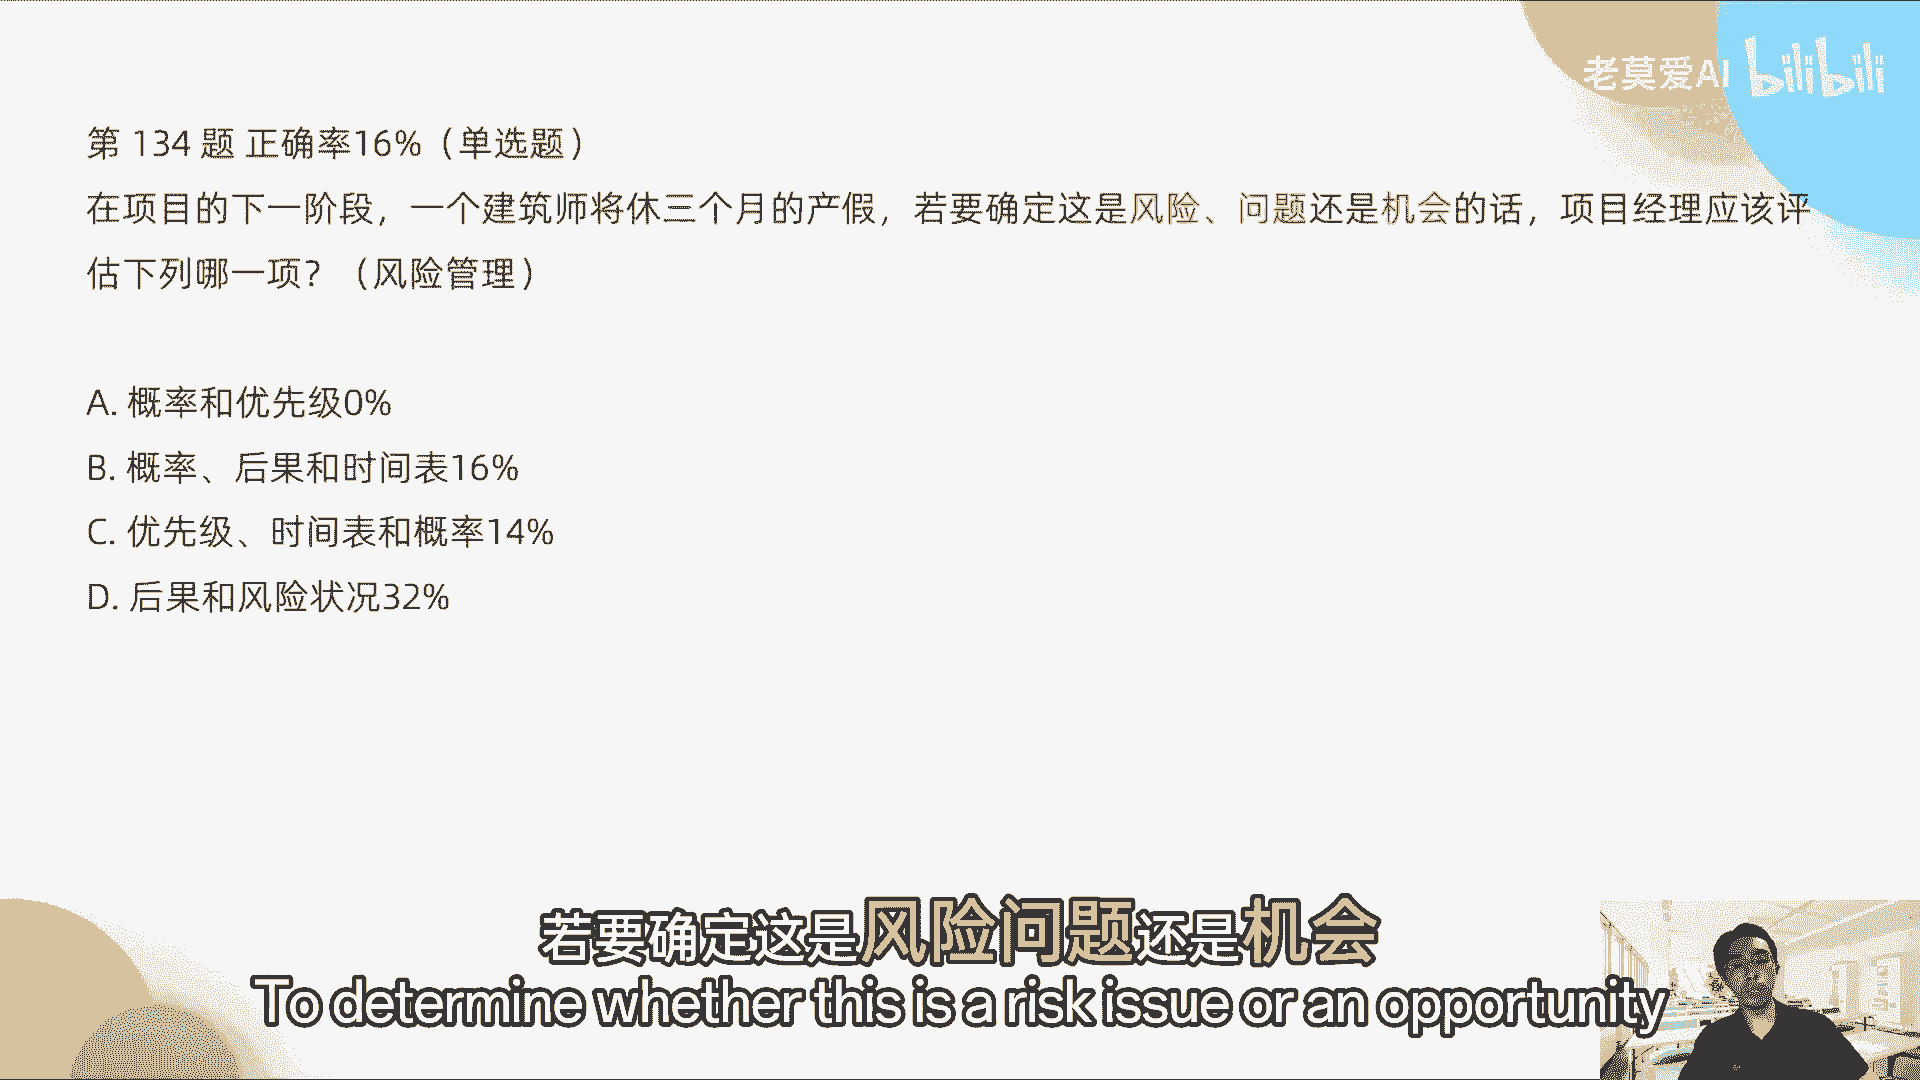 老莫爱AI bilibili
第 134 题 正确率16%（单选题）
在项目的下一阶段，一个建筑师将休三个月的产假，若要确定这是风险、问题还是机会的话，项目经理应该评
估下列哪一项？（风险管理）
A. 概率和优先级0%
B. 概率、后果和时间表16%
C. 优先级、时间表和概率14%
D. 后果和风险状况32%
若要确定这是风险问题还是机会
To determine whether this is a risk issue or an opportunity